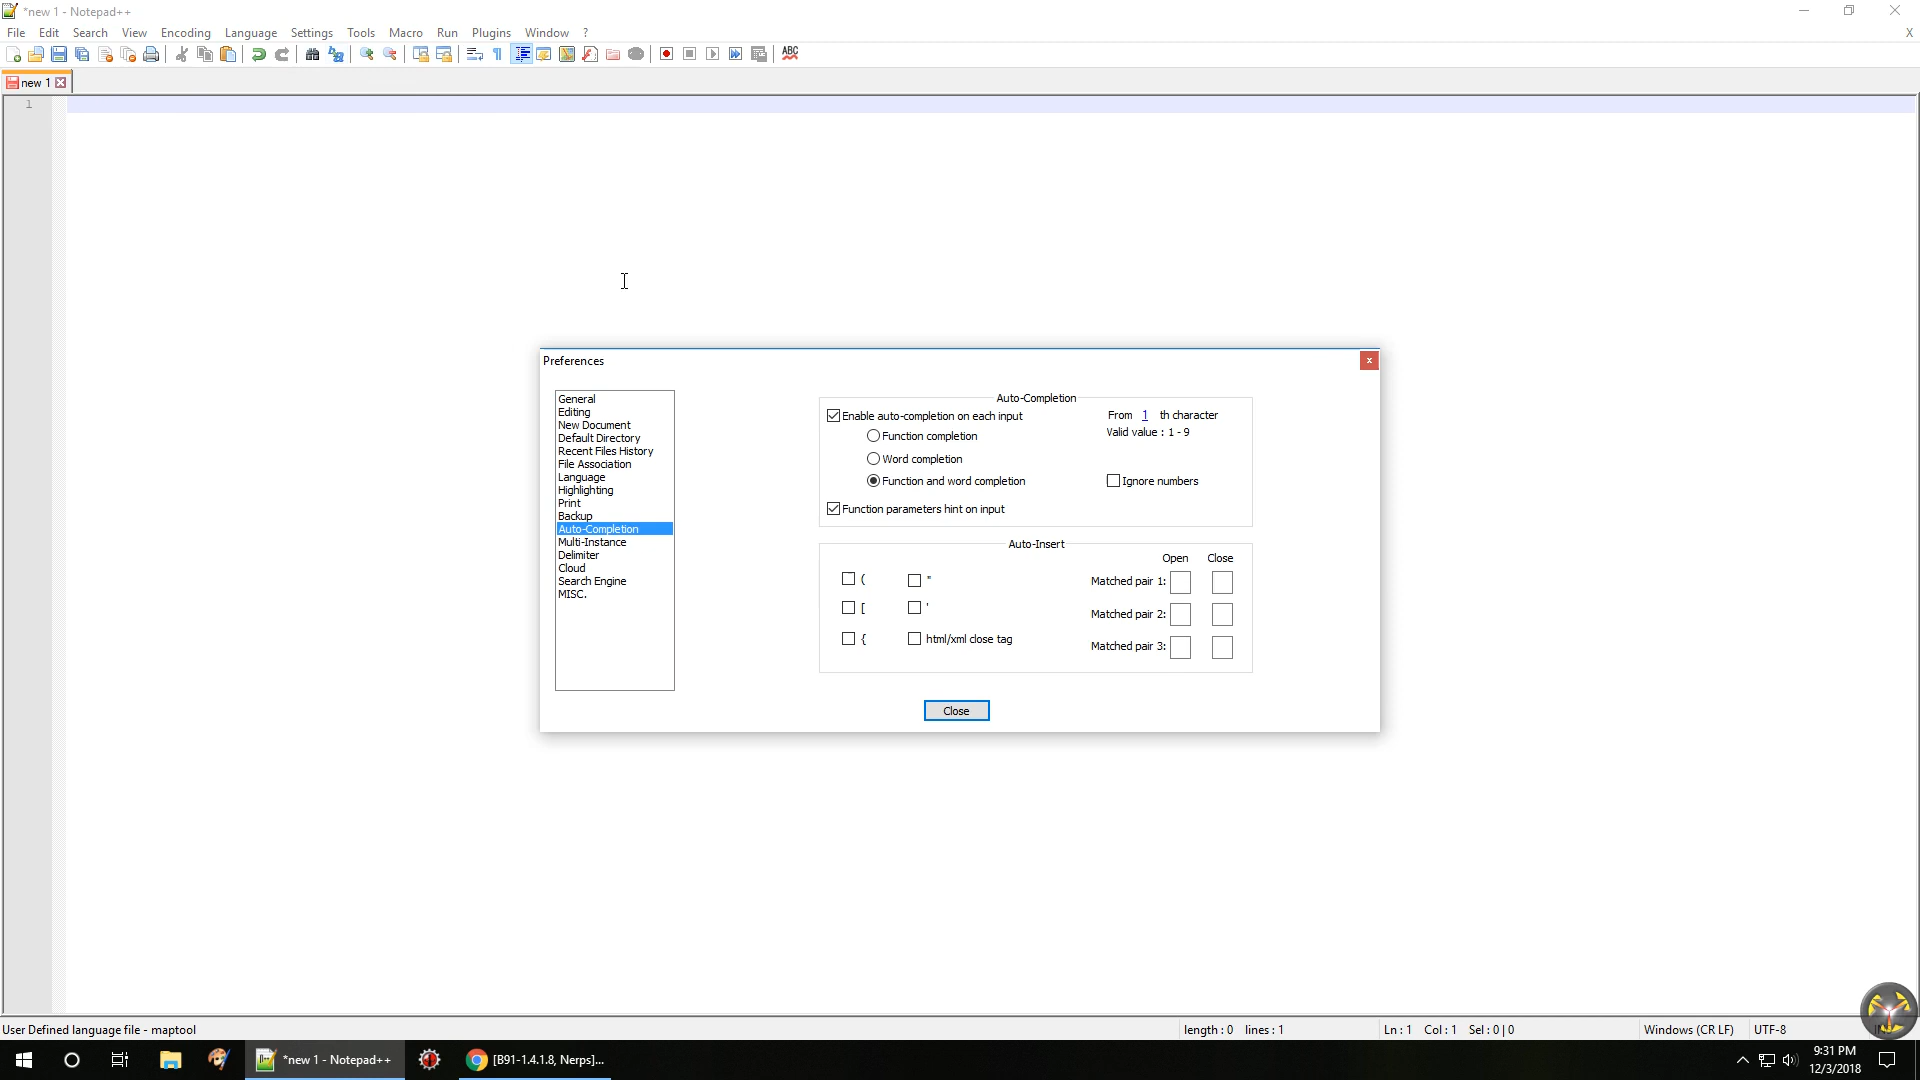 *new 1 - Notepad++
File Edit Search View Encoding Language Settings Tools Macro Run Plugins Window ?
X
ABC
new 1
1
Preferences
General
Editing
New Document
Default Directory
Recent Files History
File Association
Language
Highlighting
Print
Backup
Auto-Completion
Multi-Instance
Delimiter
Cloud
Search Engine
MISC.
Auto-Completion
Enable auto-completion on each input
From 1 th character
Function completion
Valid value : 1 - 9
Word completion
Function and word completion
Ignore numbers
Function parameters hint on input
Auto-Insert
Open Close
( "
Matched pair 1:
[ '
Matched pair 2:
{ html/xml close tag
Matched pair 3:
Close
User Defined language file - maptool
length : 0 lines : 1
Ln : 1 Col : 1 Sel : 0 | 0
Windows (CR LF)
UTF-8
*new 1 - Notepad++
[B91-1.4.1.8, Nerps]...
9:31 PM
12/3/2018